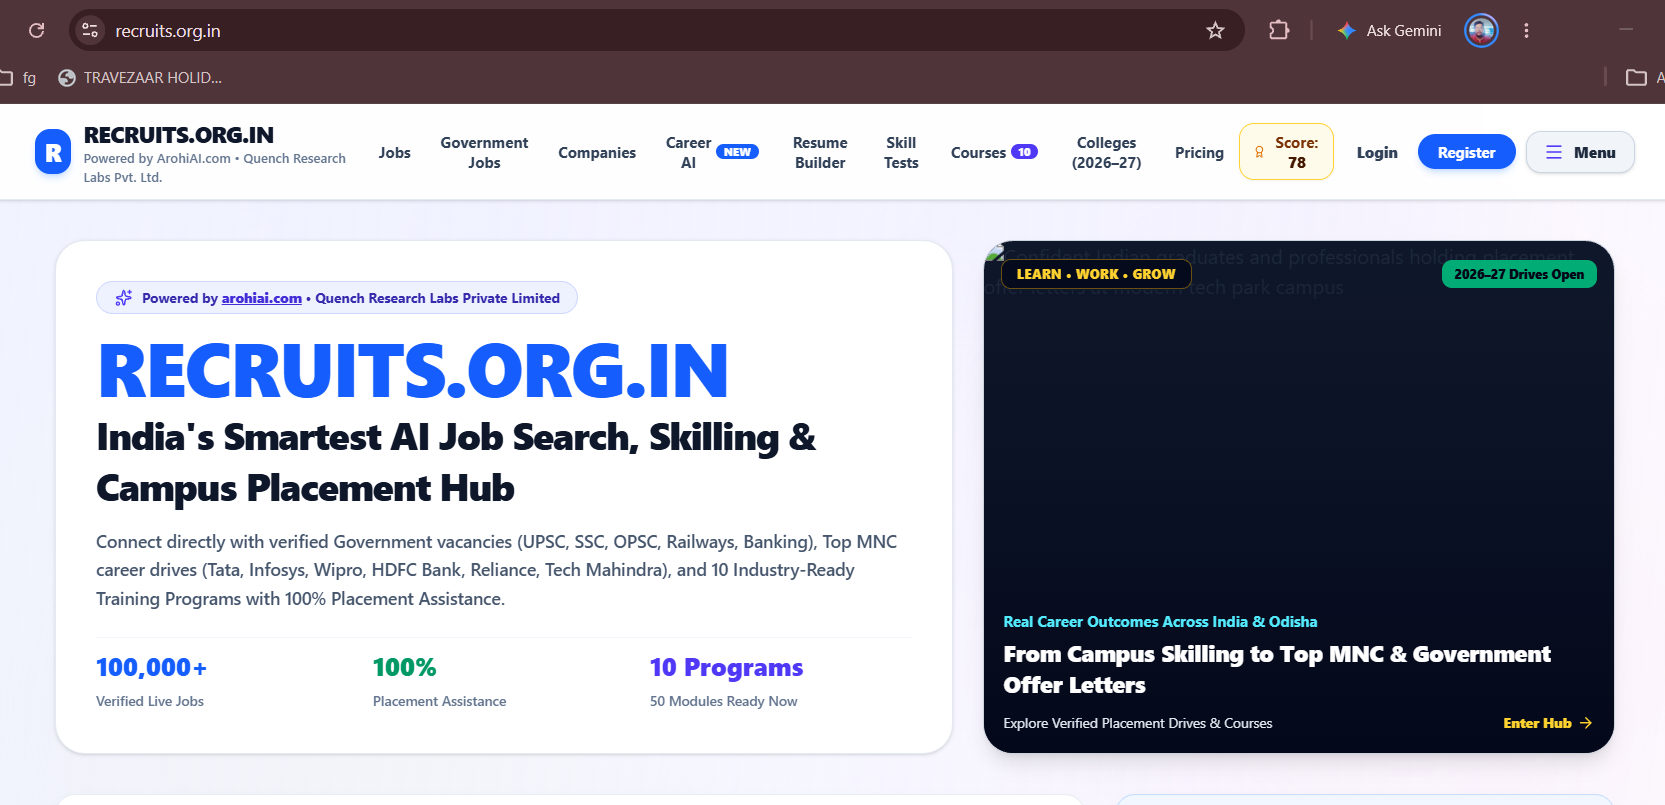 recruits.org.in
Ask Gemini
fg
TRAVEZAAR HOLID...
A
R
RECRUITS.ORG.IN
Powered by ArohiAI.com • Quench Research
Labs Pvt. Ltd.
Jobs
Government
Jobs
Companies
Career
AI
NEW
Resume
Builder
Skill
Tests
Courses 10
Colleges
(2026–27)
Pricing
Score:
78
Login
Register
Menu
Powered by arohiai.com • Quench Research Labs Private Limited
RECRUITS.ORG.IN
India's Smartest AI Job Search, Skilling &
Campus Placement Hub
Connect directly with verified Government vacancies (UPSC, SSC, OPSC, Railways, Banking), Top MNC
career drives (Tata, Infosys, Wipro, HDFC Bank, Reliance, Tech Mahindra), and 10 Industry-Ready
Training Programs with 100% Placement Assistance.
100,000+
Verified Live Jobs
100%
Placement Assistance
10 Programs
50 Modules Ready Now
Confident Indian graduates and professionals holding placement
offer letters at modern tech park campus
LEARN • WORK • GROW
2026–27 Drives Open
Real Career Outcomes Across India & Odisha
From Campus Skilling to Top MNC & Government
Offer Letters
Explore Verified Placement Drives & Courses
Enter Hub →